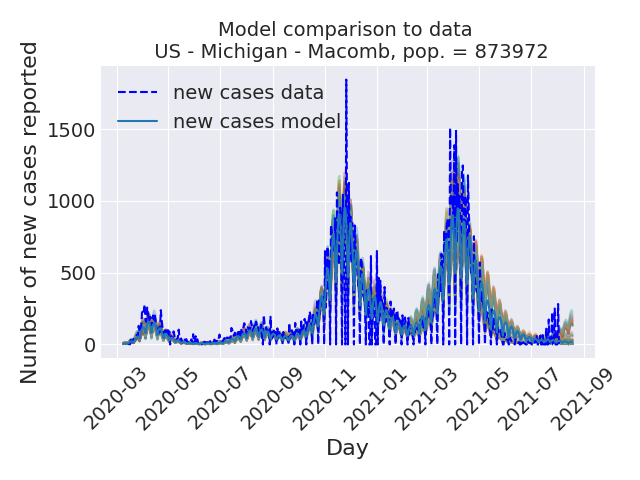 Model comparison to data
US - Michigan - Macomb, pop. = 873972
Number of new cases reported
new cases data
new cases model
1500
1000
500
0
2020-03
2020-05
2020-07
2020-09
2020-11
2021-01
2021-03
2021-05
2021-07
2021-09
Day